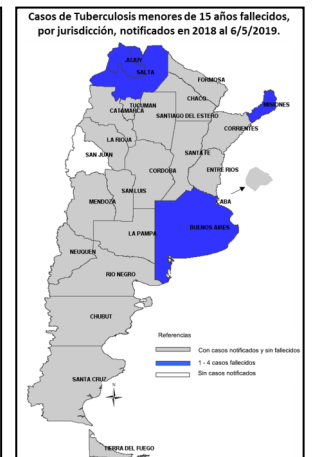 Casos de Tuberculosis menores de 15 años fallecidos,
por jurisdicción, notificados en 2018 al 6/5/2019.
JUJUY
SALTA
FORMOSA
CHACO
MISIONES
TUCUMAN
CATAMARCA
SANTIAGO DEL ESTERO
CORRIENTES
LA RIOJA
SANTA FE
SAN JUAN
CORDOBA
ENTRE RIOS
SAN LUIS
MENDOZA
CABA
LA PAMPA
BUENOS AIRES
NEUQUEN
RIO NEGRO
CHUBUT
Referencias
Con casos notificados y sin fallecidos
1 - 4 casos fallecidos
Sin casos notificados
SANTA CRUZ
N
TIERRA DEL FUEGO